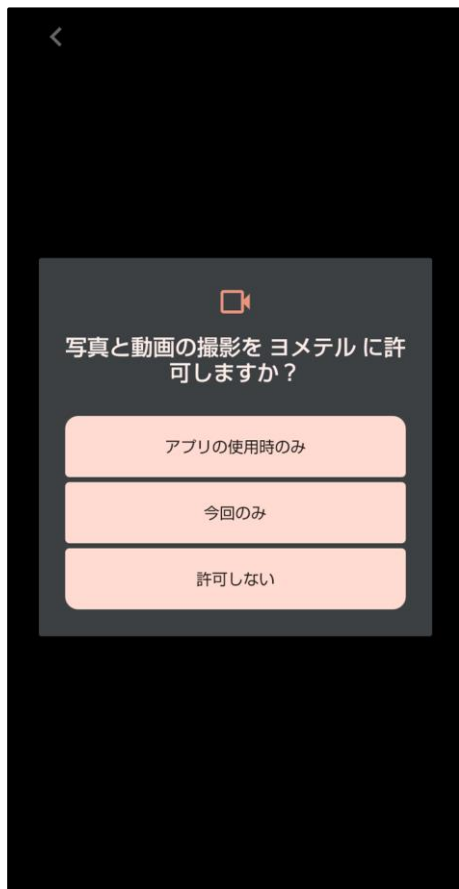 写真と動画の撮影を ヨメテル に許
可しますか？
アプリの使用時のみ
今回のみ
許可しない